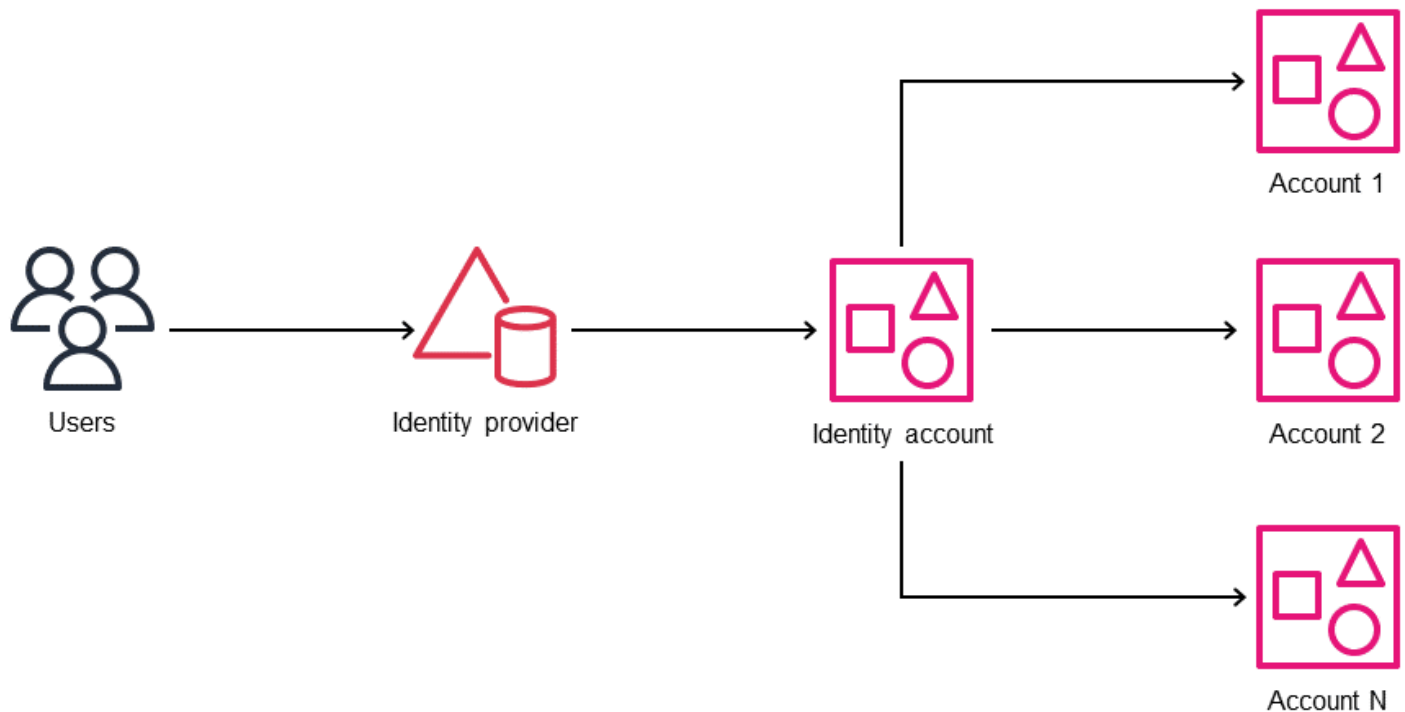 Account 1
Users
Identity provider
Identity account
Account 2
Account N